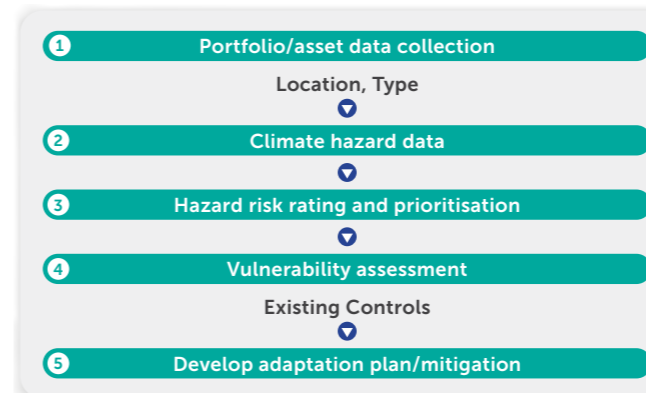 1 Portfolio/asset data collection
Location, Type
2 Climate hazard data
3 Hazard risk rating and prioritisation
4 Vulnerability assessment
Existing Controls
5 Develop adaptation plan/mitigation